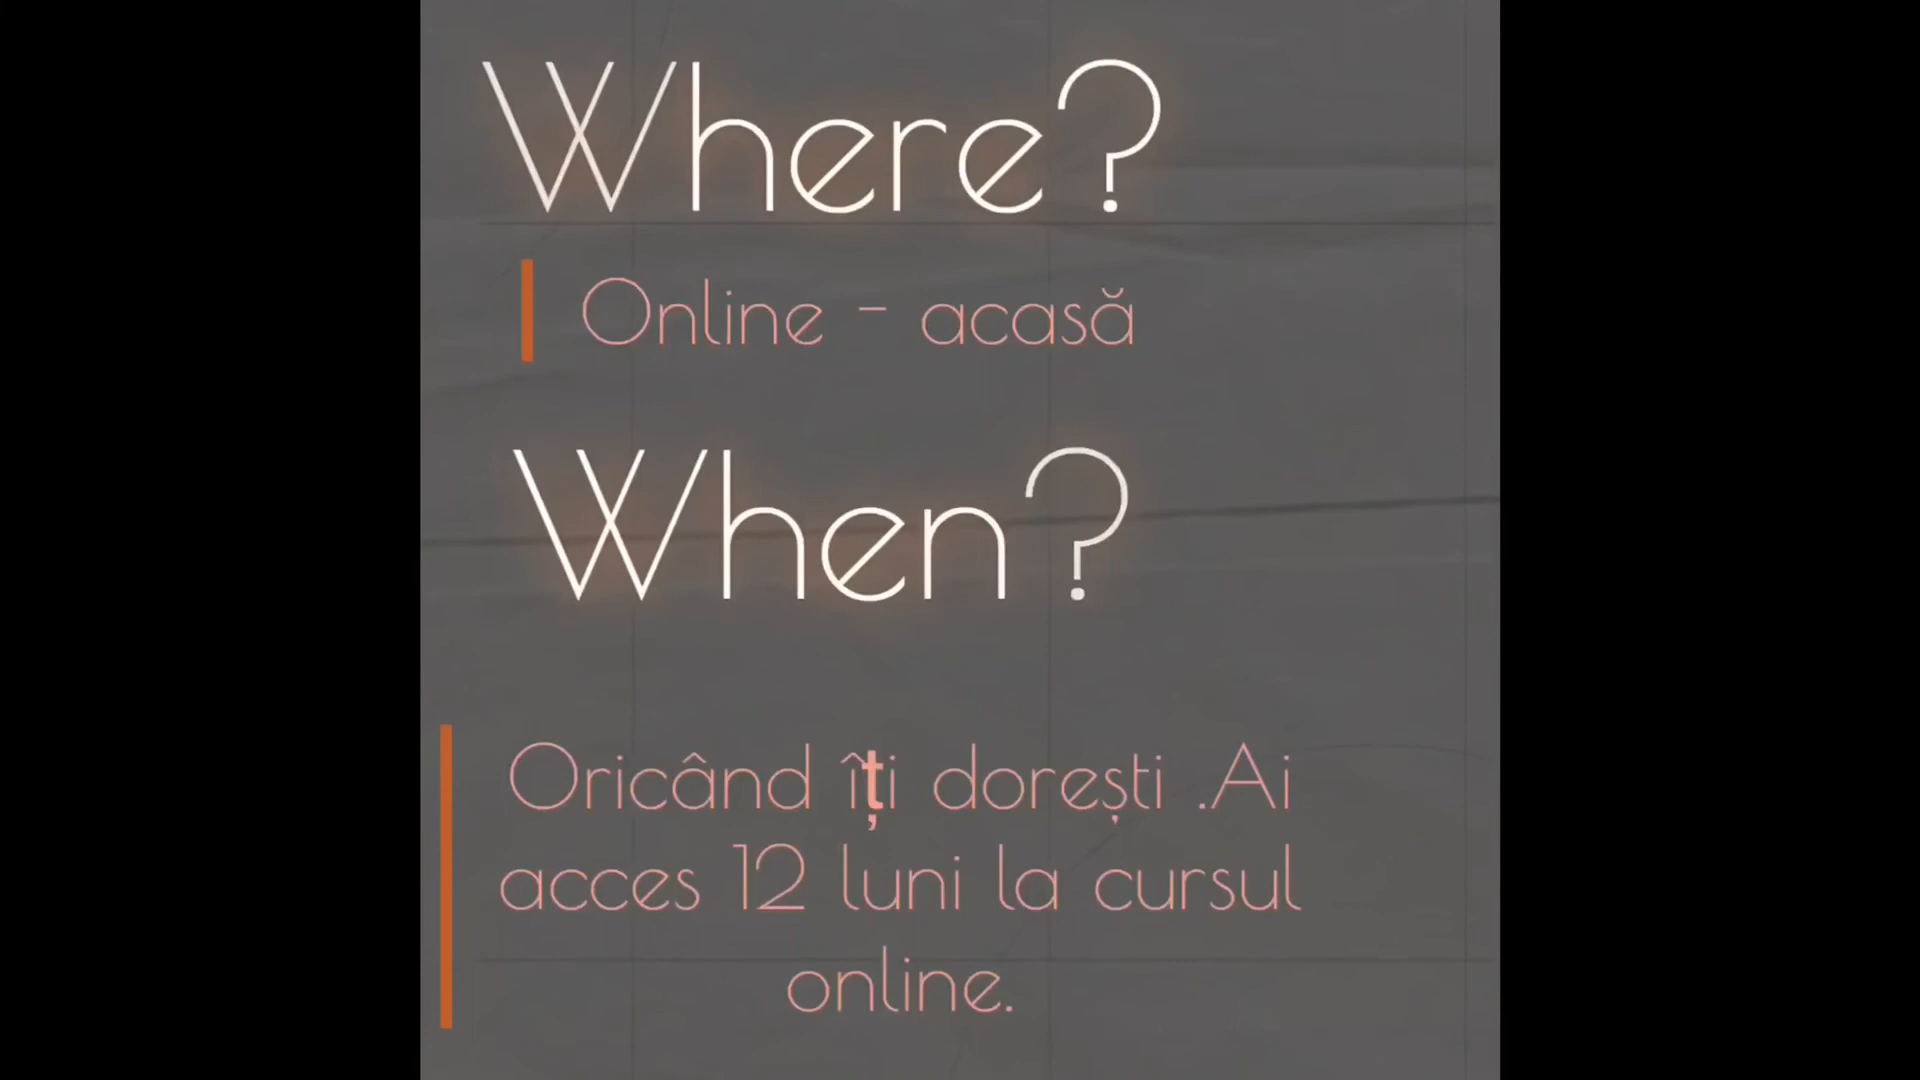 Where?
Online - acasă
When?
Oricând îți dorești .Ai
acces 12 luni la cursul
online.